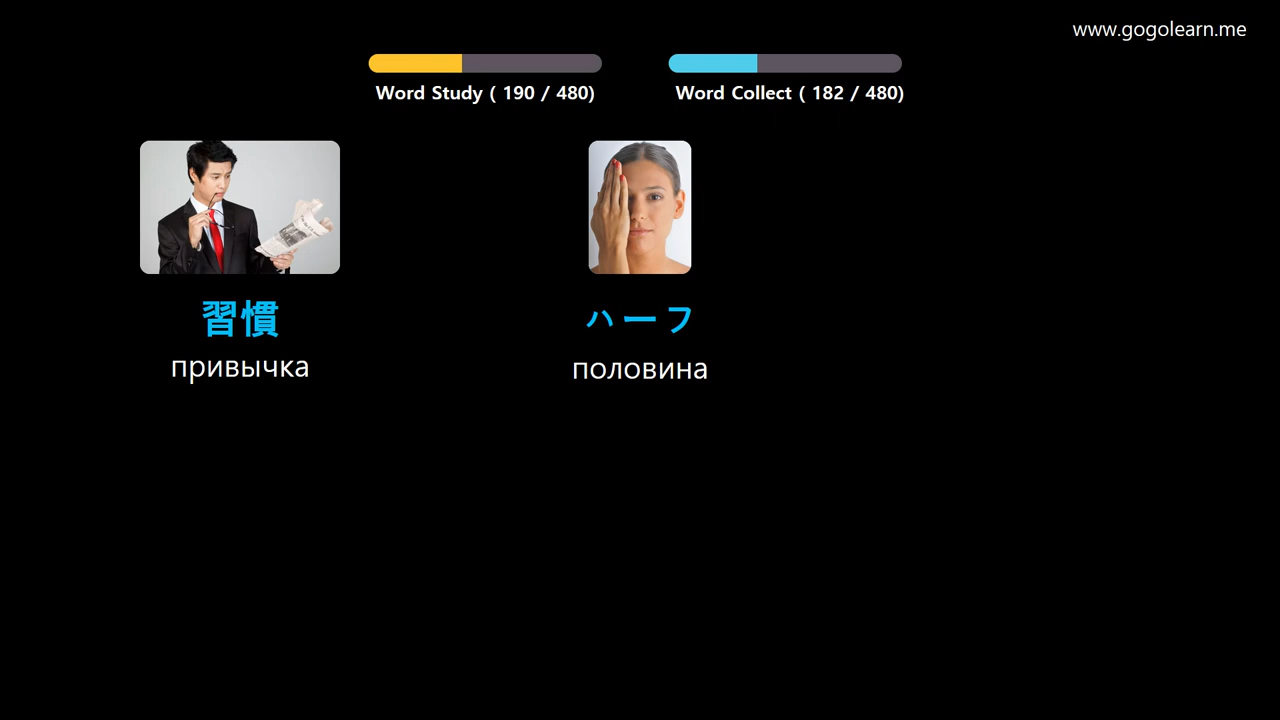 www.gogolearn.me
Word Study ( 190 / 480)
Word Collect ( 182 / 480)
習慣
привычка
ハーフ
половина